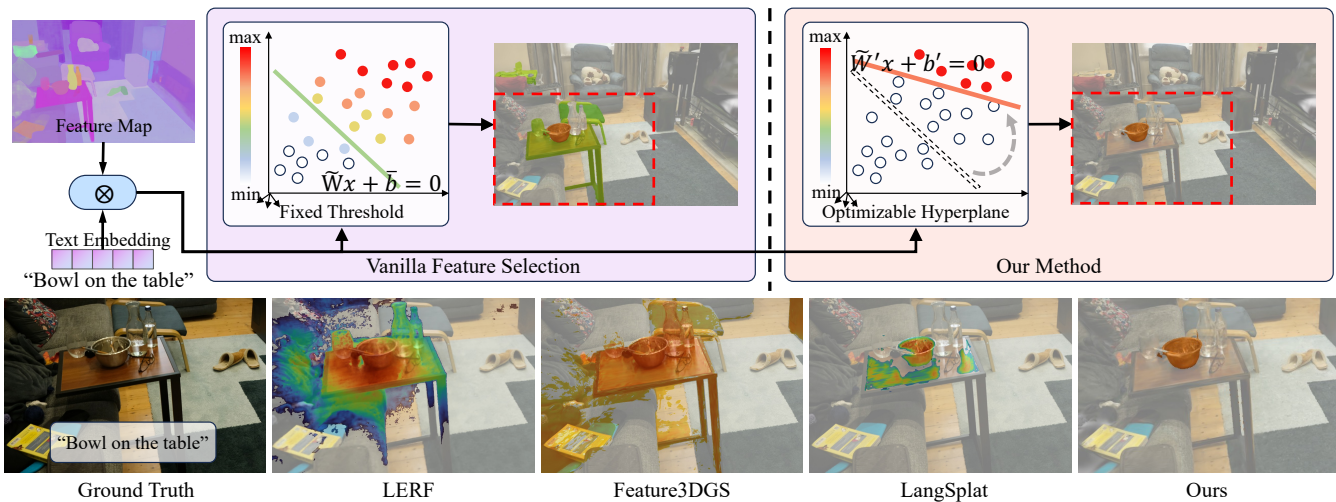 Feature Map
⊗
Text Embedding
“Bowl on the table”
max
min
W̃x + b̄ = 0
Fixed Threshold
Vanilla Feature Selection
max
min
W̃′x + b′ = 0
Optimizable Hyperplane
Our Method
“Bowl on the table”
Ground Truth
LERF
Feature3DGS
LangSplat
Ours